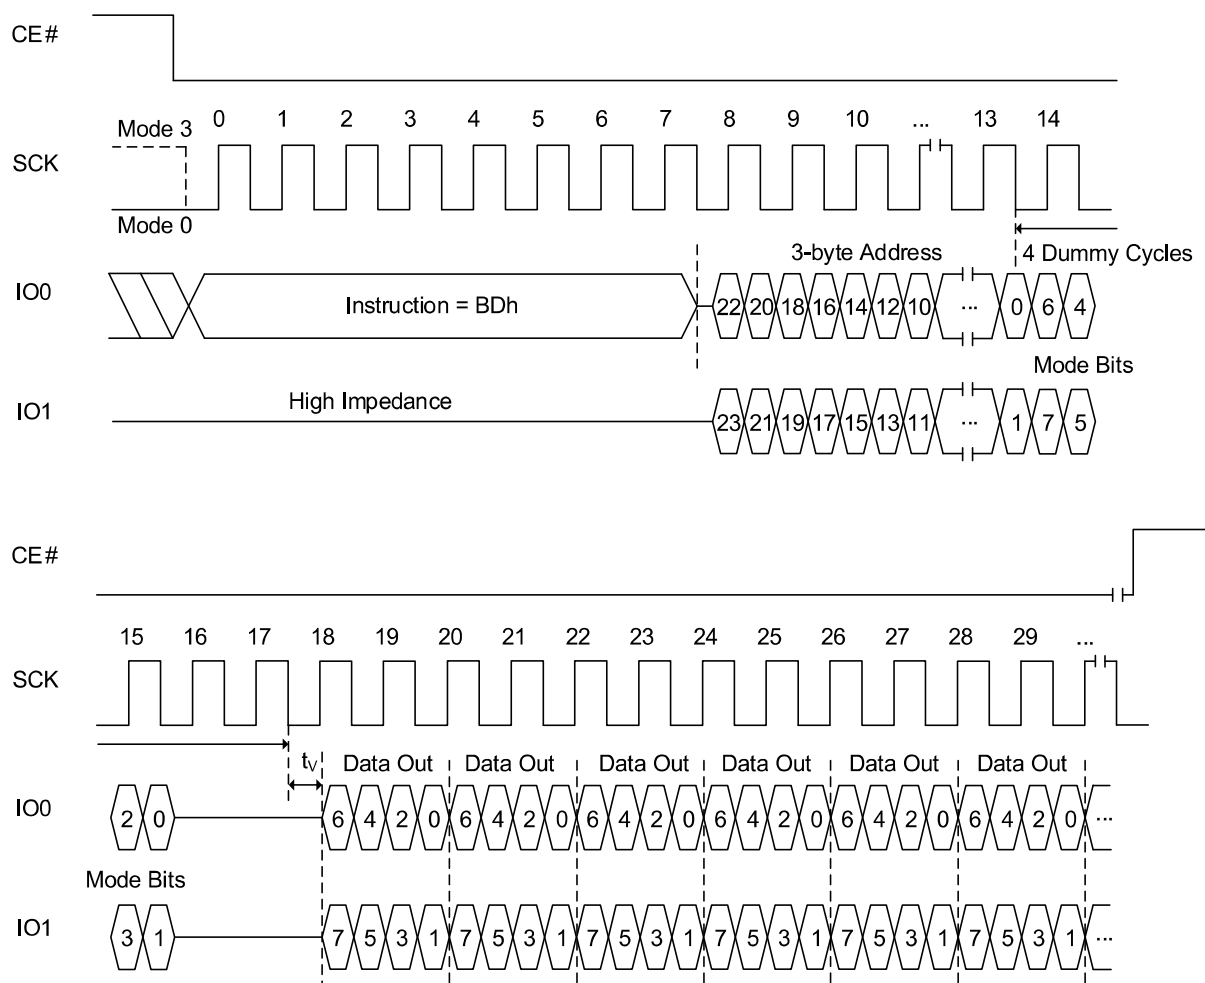 CE#
0 1 2 3 4 5 6 7 8 9 10 ... 13 14
Mode 3
SCK
Mode 0
3-byte Address 4 Dummy Cycles
IO0 Instruction = BDh 22 20 18 16 14 12 10 ... 0 6 4
Mode Bits
IO1 High Impedance 23 21 19 17 15 13 11 ... 1 7 5
CE#
15 16 17 18 19 20 21 22 23 24 25 26 27 28 29 ...
SCK
tV Data Out Data Out Data Out Data Out Data Out Data Out
IO0 2 0 6 4 2 0 6 4 2 0 6 4 2 0 6 4 2 0 6 4 2 0 6 4 2 0 ...
Mode Bits
IO1 3 1 7 5 3 1 7 5 3 1 7 5 3 1 7 5 3 1 7 5 3 1 7 5 3 1 ...